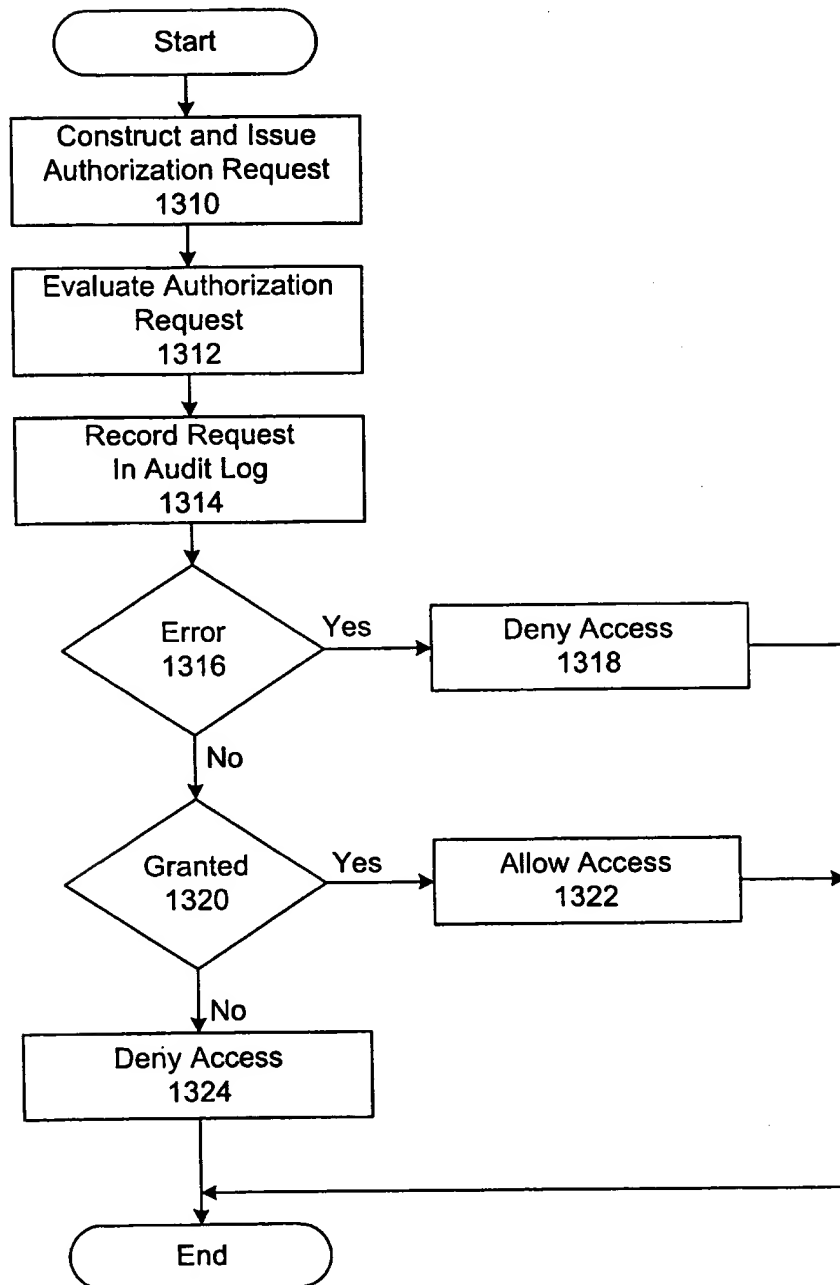 Start
Construct and Issue
Authorization Request
1310
Evaluate Authorization
Request
1312
Record Request
In Audit Log
1314
Error
1316
Yes
Deny Access
1318
No
Granted
1320
Yes
Allow Access
1322
No
Deny Access
1324
End